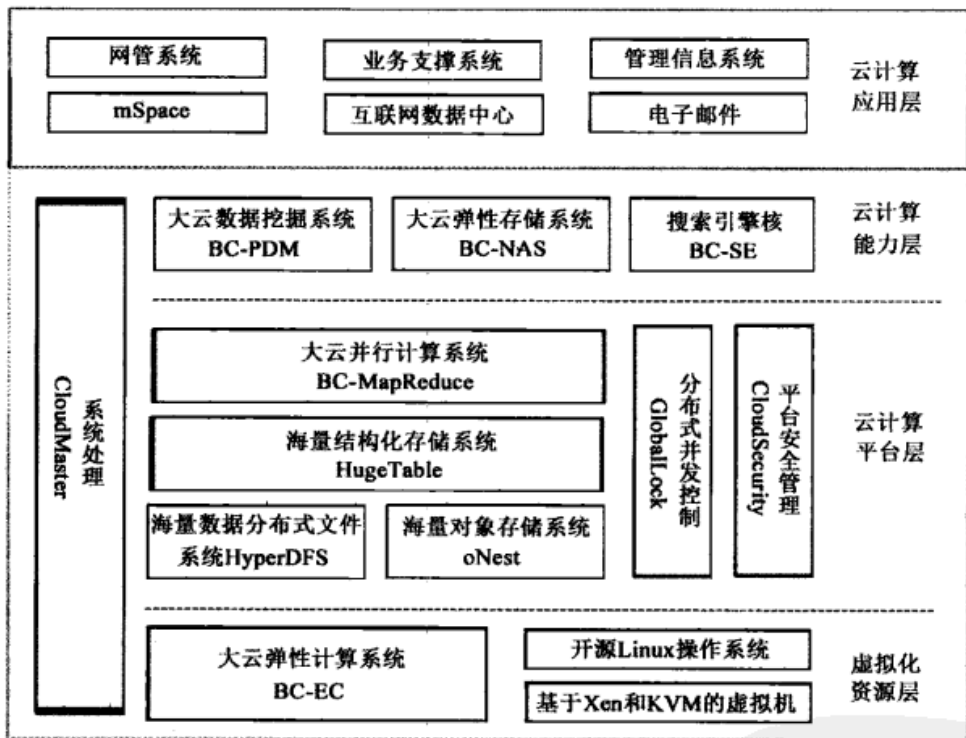 网管系统
业务支撑系统
管理信息系统
mSpace
互联网数据中心
电子邮件
云计算
应用层
大云数据挖掘系统
BC-PDM
大云弹性存储系统
BC-NAS
搜索引擎核
BC-SE
云计算
能力层
系统处理
CloudMaster
大云并行计算系统
BC-MapReduce
海量结构化存储系统
HugeTable
海量数据分布式文件
系统HyperDFS
海量对象存储系统
oNest
分布式并发控制
GlobalLock
平台安全管理
CloudSecurity
云计算
平台层
大云弹性计算系统
BC-EC
开源Linux操作系统
基于Xen和KVM的虚拟机
虚拟化
资源层